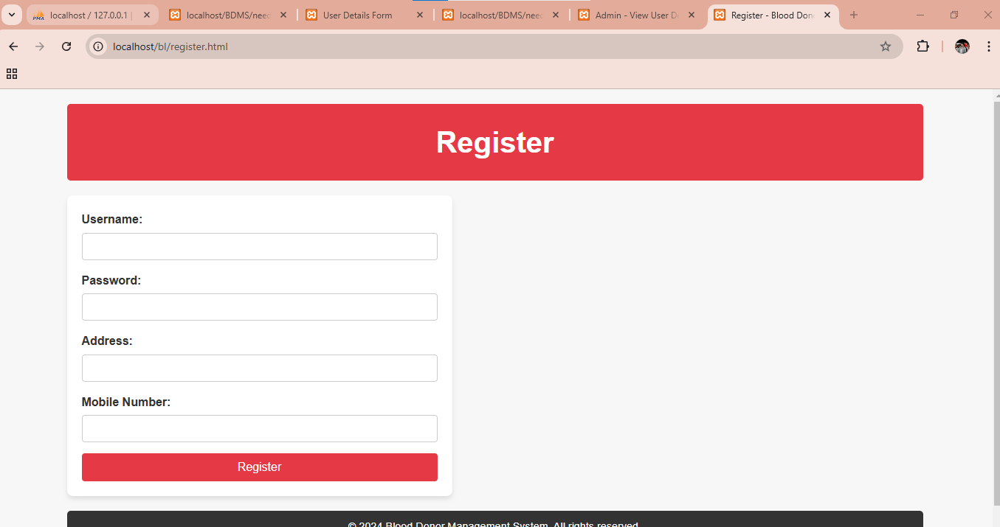 localhost / 127.0.0.1 |
localhost/BDMS/need
User Details Form
localhost/BDMS/need
Admin - View User D
Register - Blood Don
localhost/bl/register.html
Register
Username:
Password:
Address:
Mobile Number:
Register
© 2024 Blood Donor Management System. All rights reserved.